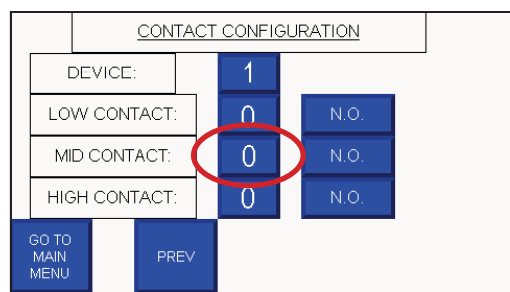 CONTACT CONFIGURATION
DEVICE: 1
LOW CONTACT: 0 N.O.
MID CONTACT: 0 N.O.
HIGH CONTACT: 0 N.O.
GO TO
MAIN
MENU
PREV